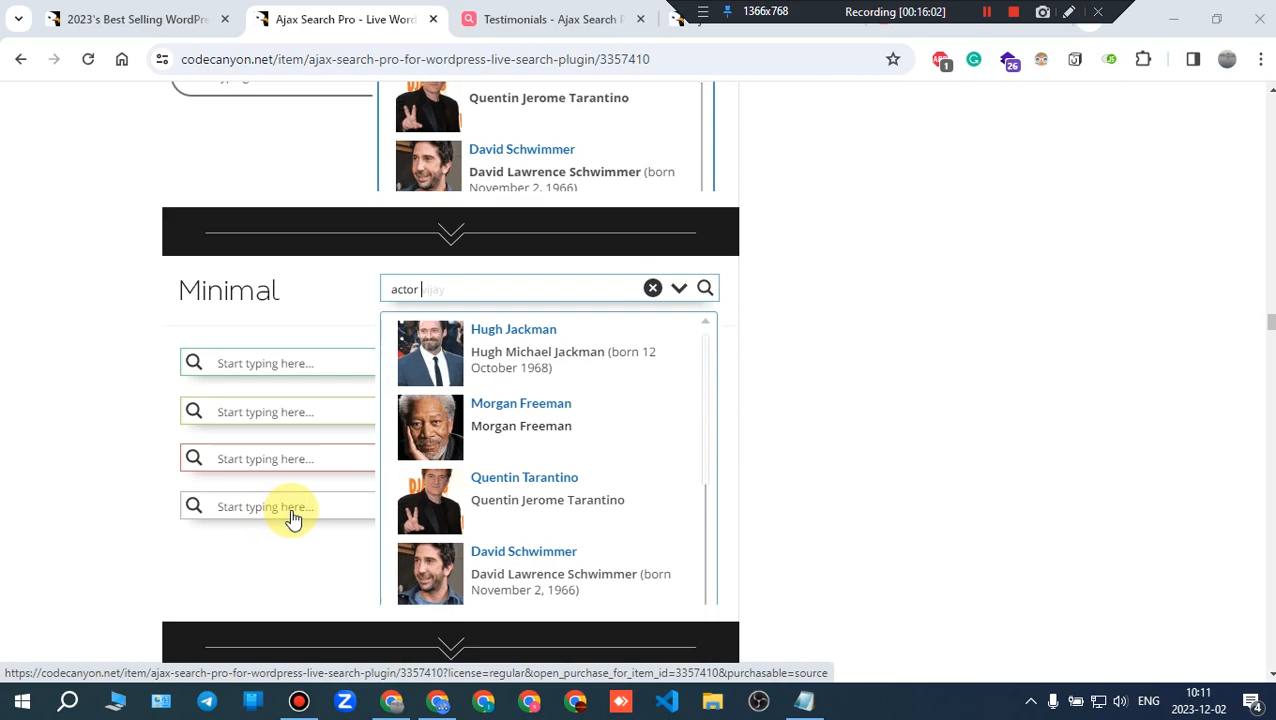 2023's Best Selling WordPre
Ajax Search Pro - Live Word
Testimonials - Ajax Search P
1366x768
Recording [00:16:02]
codecanyon.net/item/ajax-search-pro-for-wordpress-live-search-plugin/3357410
1
26
Quentin Jerome Tarantino
David Schwimmer
David Lawrence Schwimmer (born
November 2, 1966)
Minimal
actor vijay
Hugh Jackman
Hugh Michael Jackman (born 12
October 1968)
Start typing here...
Morgan Freeman
Start typing here...
Morgan Freeman
Start typing here...
Quentin Tarantino
Quentin Jerome Tarantino
Start typing here...
David Schwimmer
David Lawrence Schwimmer (born
November 2, 1966)
https://codecanyon.net/item/ajax-search-pro-for-wordpress-live-search-plugin/3357410?license=regular&open_purchase_for_item_id=3357410&purchasable=source
ENG
10:11
2023-12-02
4